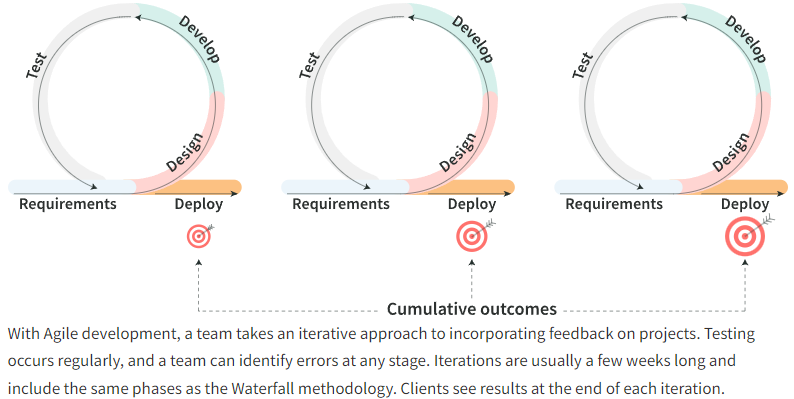 Test
Develop
Design
Requirements
Deploy
Test
Develop
Design
Requirements
Deploy
Test
Develop
Design
Requirements
Deploy
Cumulative outcomes
With Agile development, a team takes an iterative approach to incorporating feedback on projects. Testing
occurs regularly, and a team can identify errors at any stage. Iterations are usually a few weeks long and
include the same phases as the Waterfall methodology. Clients see results at the end of each iteration.